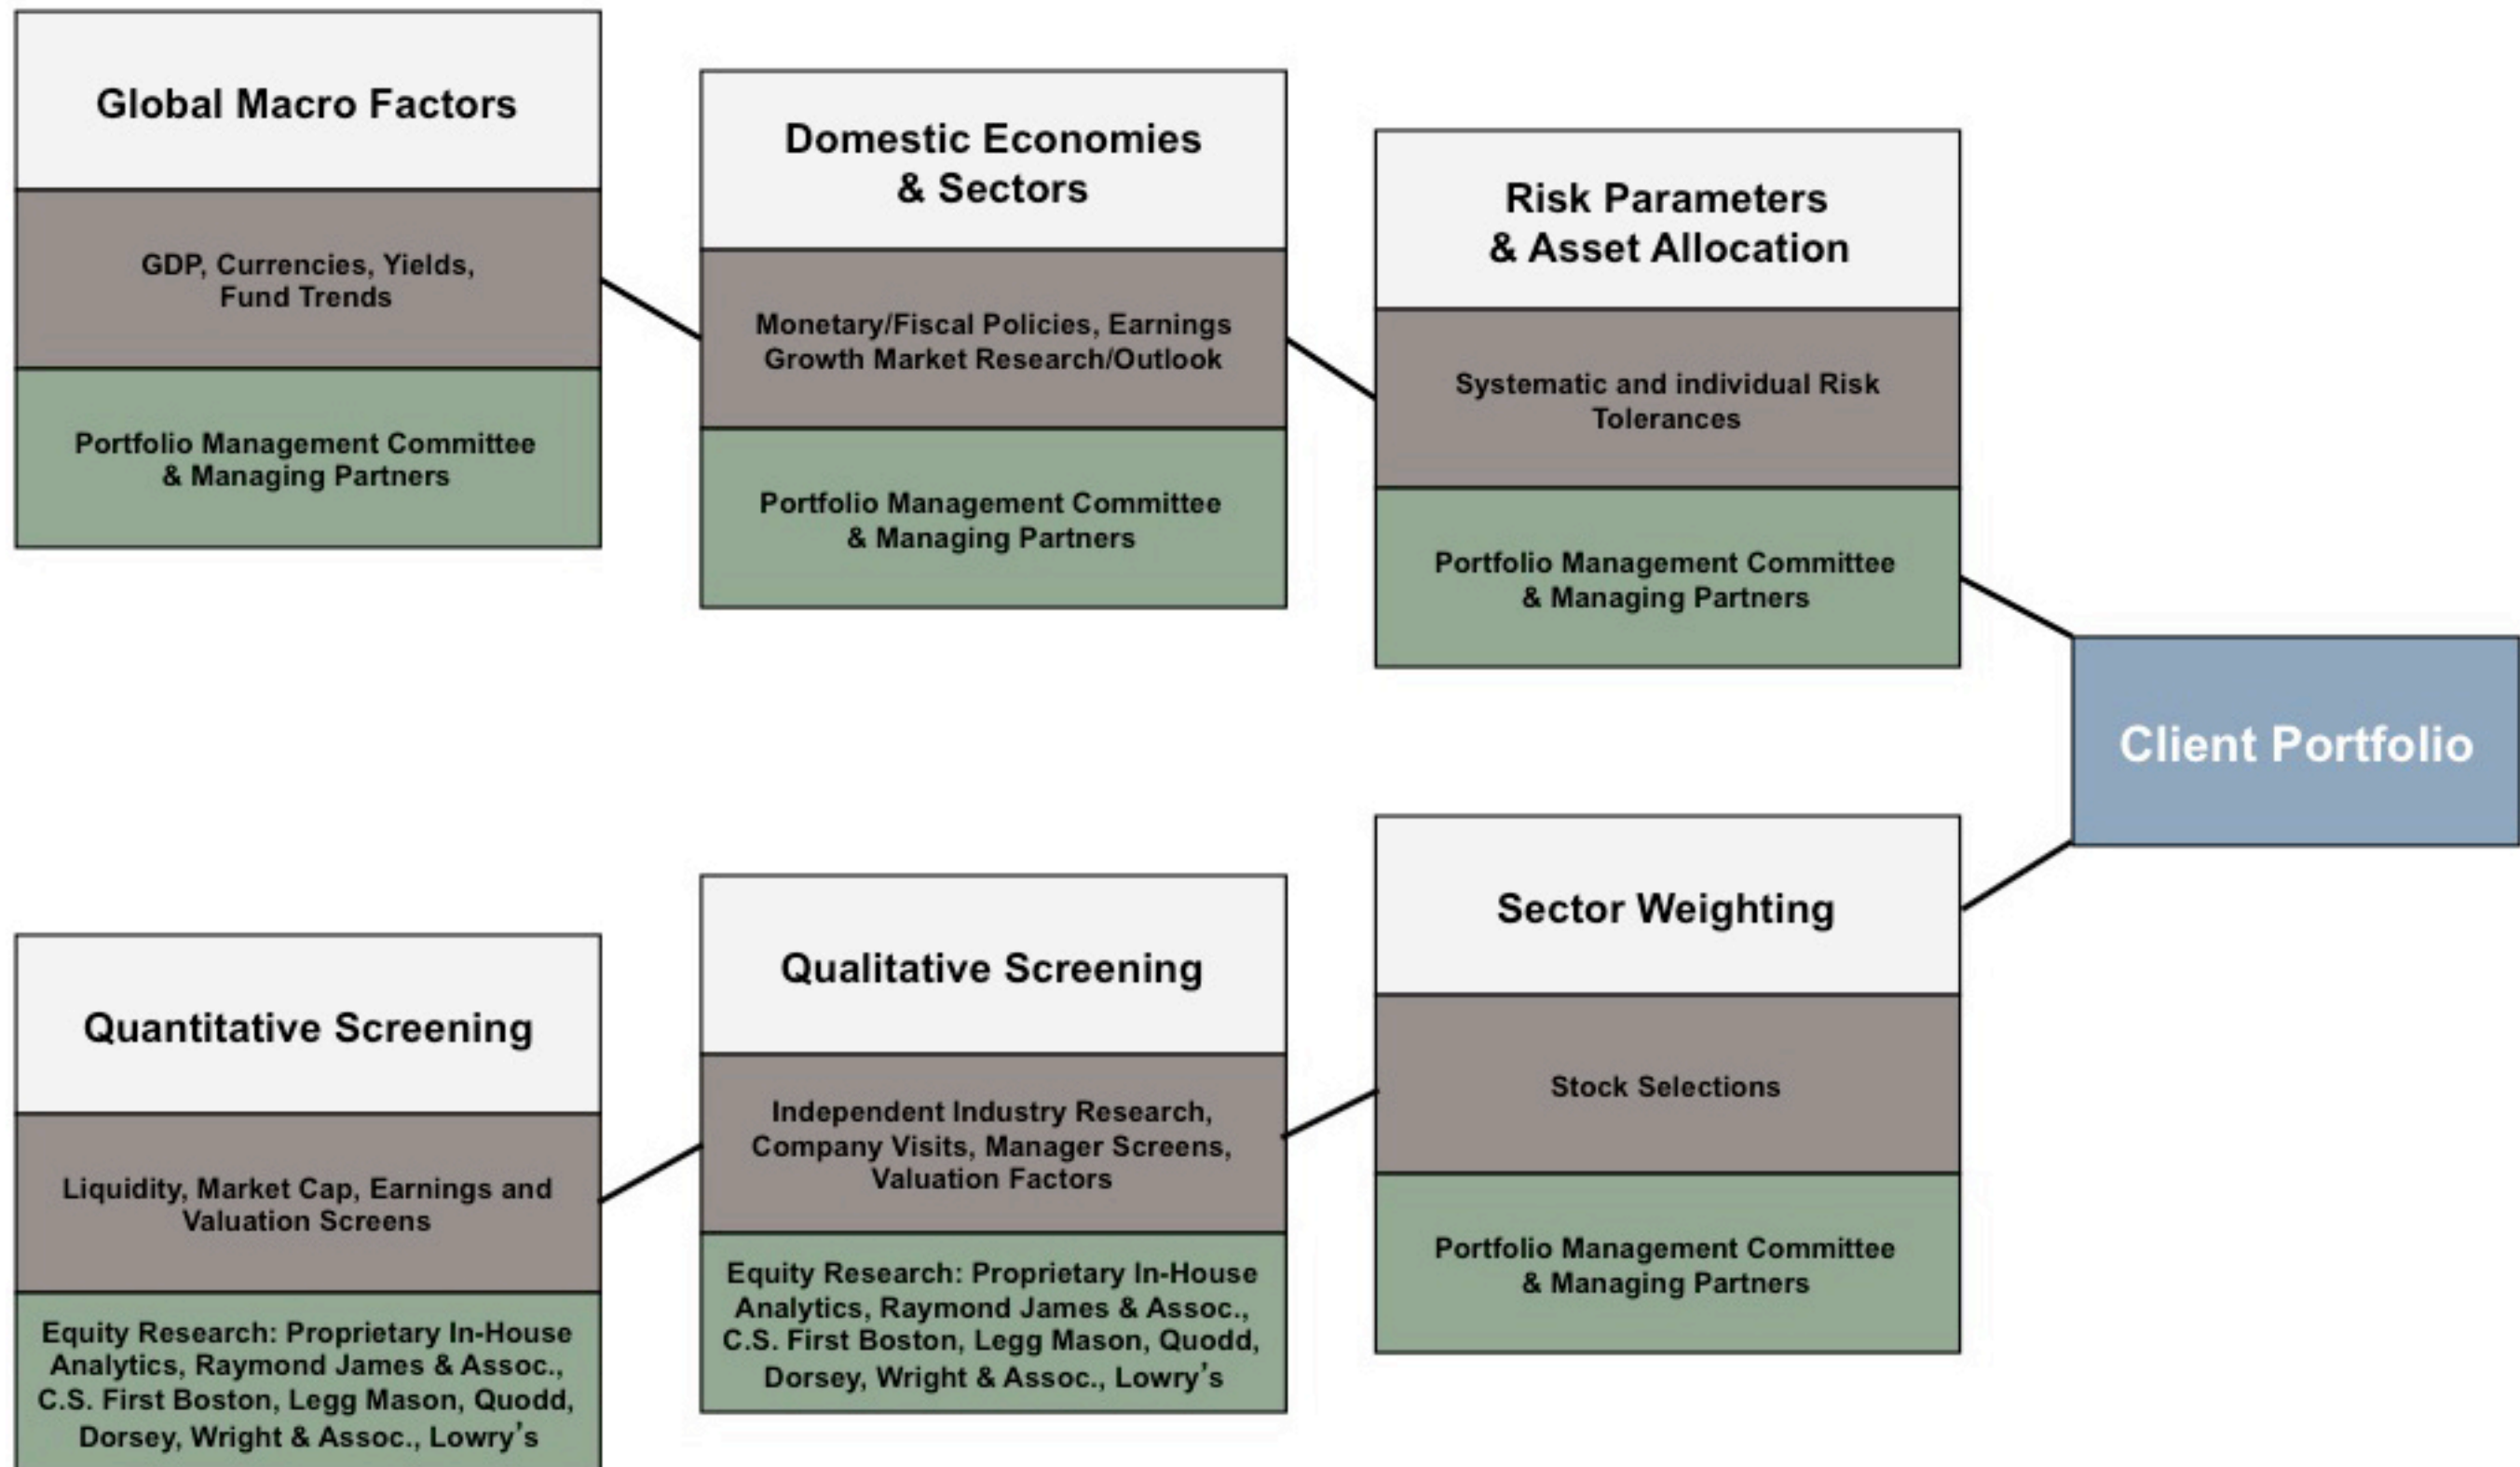 Global Macro Factors
GDP, Currencies, Yields,
Fund Trends
Portfolio Management Committee
& Managing Partners
Domestic Economies
& Sectors
Monetary/Fiscal Policies, Earnings
Growth Market Research/Outlook
Portfolio Management Committee
& Managing Partners
Risk Parameters
& Asset Allocation
Systematic and individual Risk
Tolerances
Portfolio Management Committee
& Managing Partners
Client Portfolio
Quantitative Screening
Liquidity, Market Cap, Earnings and
Valuation Screens
Equity Research: Proprietary In-House
Analytics, Raymond James & Assoc.,
C.S. First Boston, Legg Mason, Quodd,
Dorsey, Wright & Assoc., Lowry’s
Qualitative Screening
Independent Industry Research,
Company Visits, Manager Screens,
Valuation Factors
Equity Research: Proprietary In-House
Analytics, Raymond James & Assoc.,
C.S. First Boston, Legg Mason, Quodd,
Dorsey, Wright & Assoc., Lowry’s
Sector Weighting
Stock Selections
Portfolio Management Committee
& Managing Partners